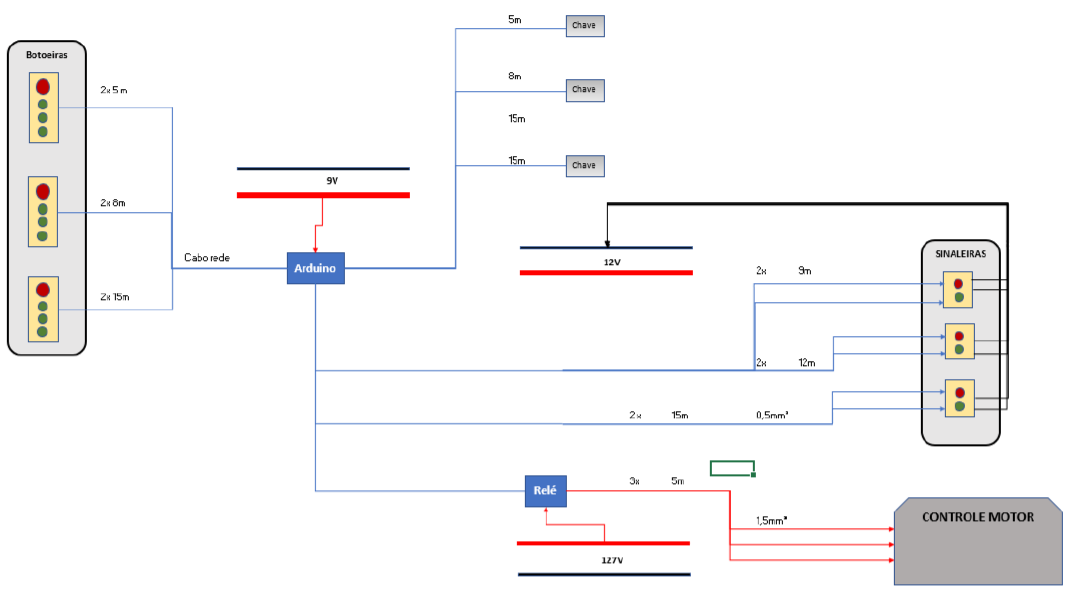 5m
Chave
Botoeiras
8m
Chave
2x 5 m
15m
15m
Chave
9V
2x 8m
Cabo rede
Arduino
12V
SINALEIRAS
2x 9m
2x 15m
2x 12m
2x 15m 0,5mm²
Relé
3x 5m
1,5mm²
CONTROLE MOTOR
127V